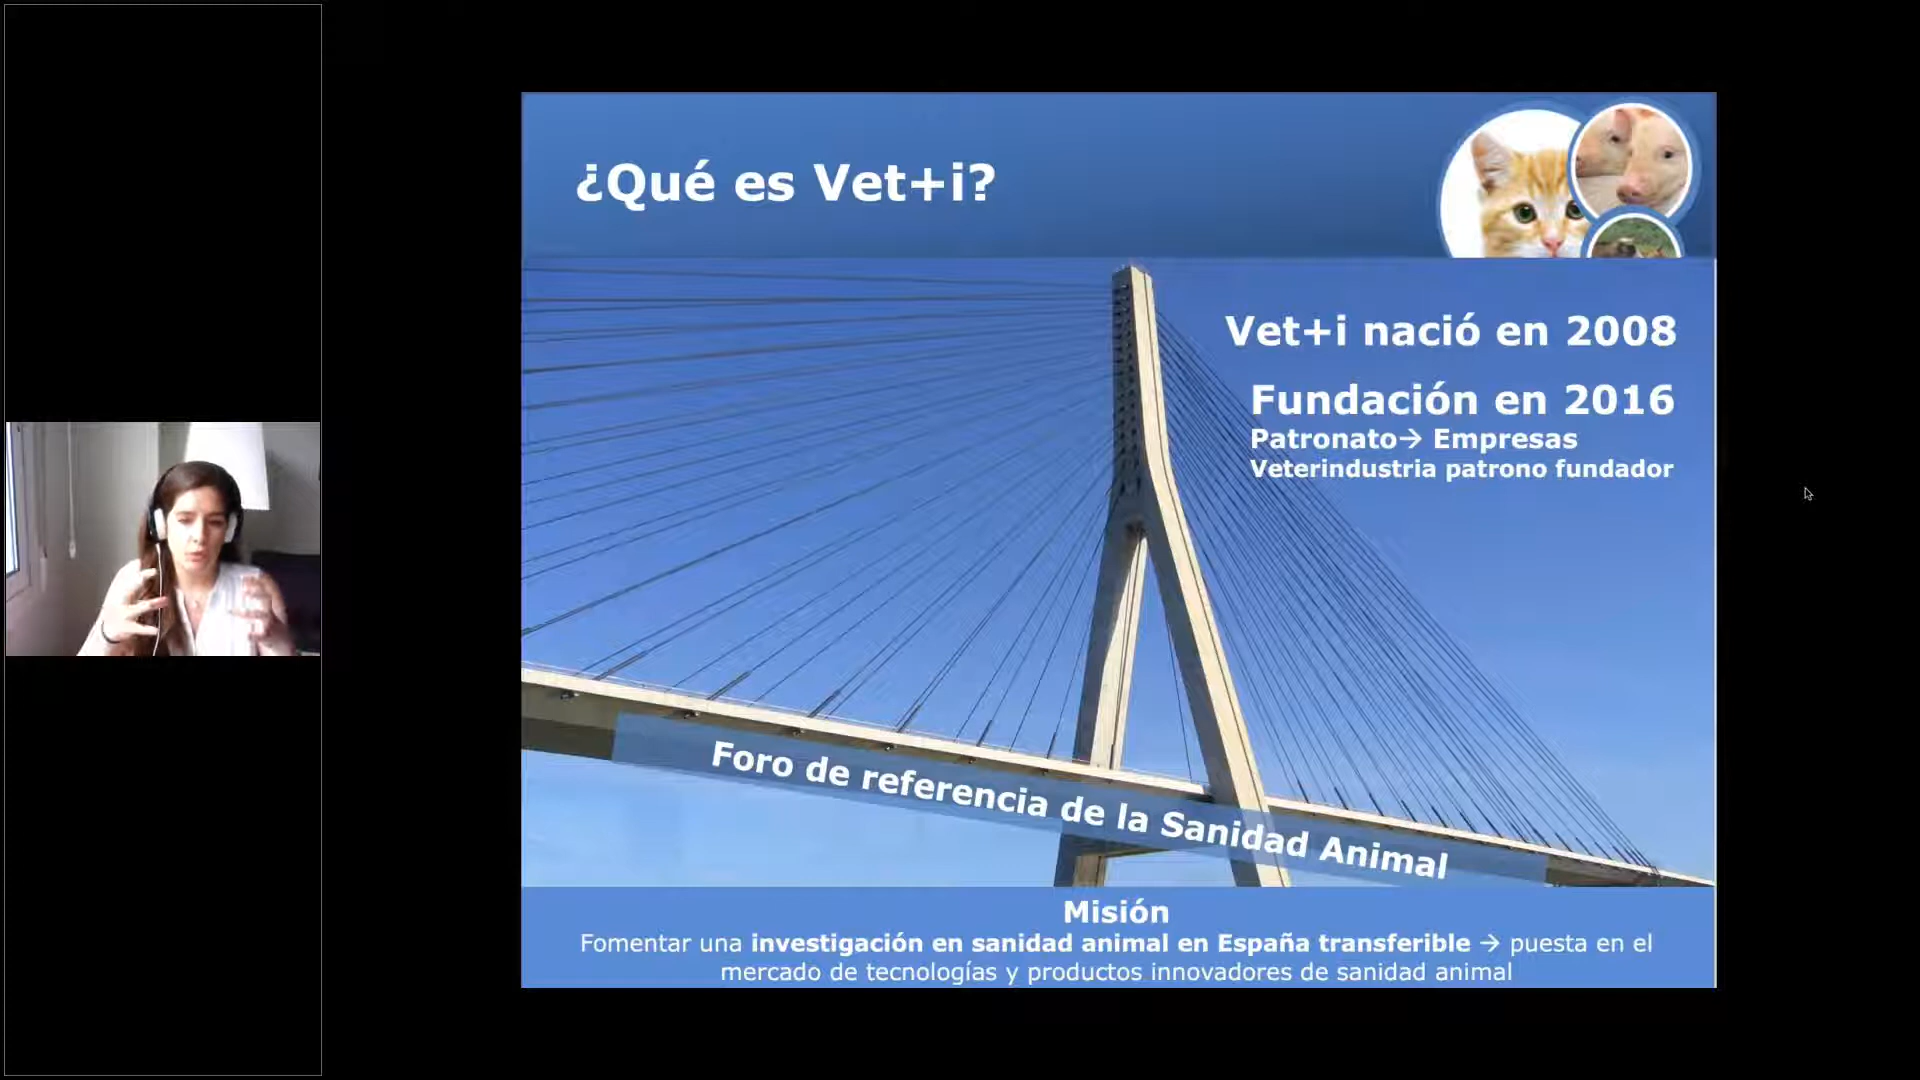 ¿Qué es Vet+i?
Vet+i nació en 2008
Fundación en 2016
Patronato→ Empresas
Veterindustria patrono fundador
Foro de referencia de la Sanidad Animal
Misión
Fomentar una investigación en sanidad animal en España transferible → puesta en el
mercado de tecnologías y productos innovadores de sanidad animal